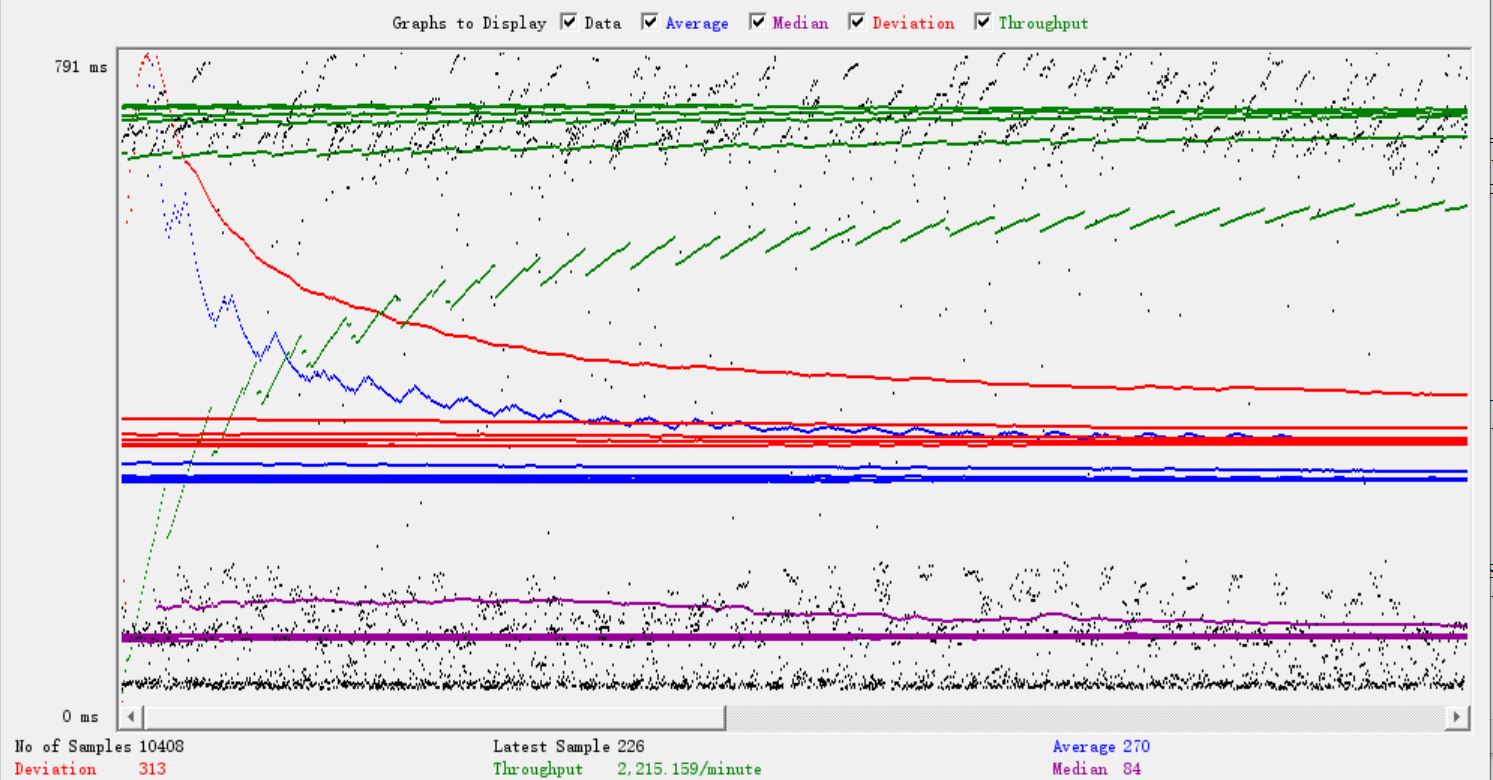 Graphs to Display Data Average Median Deviation Throughput
791 ms
0 ms
No of Samples 10408 Latest Sample 226 Average 270
Deviation 313 Throughput 2,215.159/minute Median 84